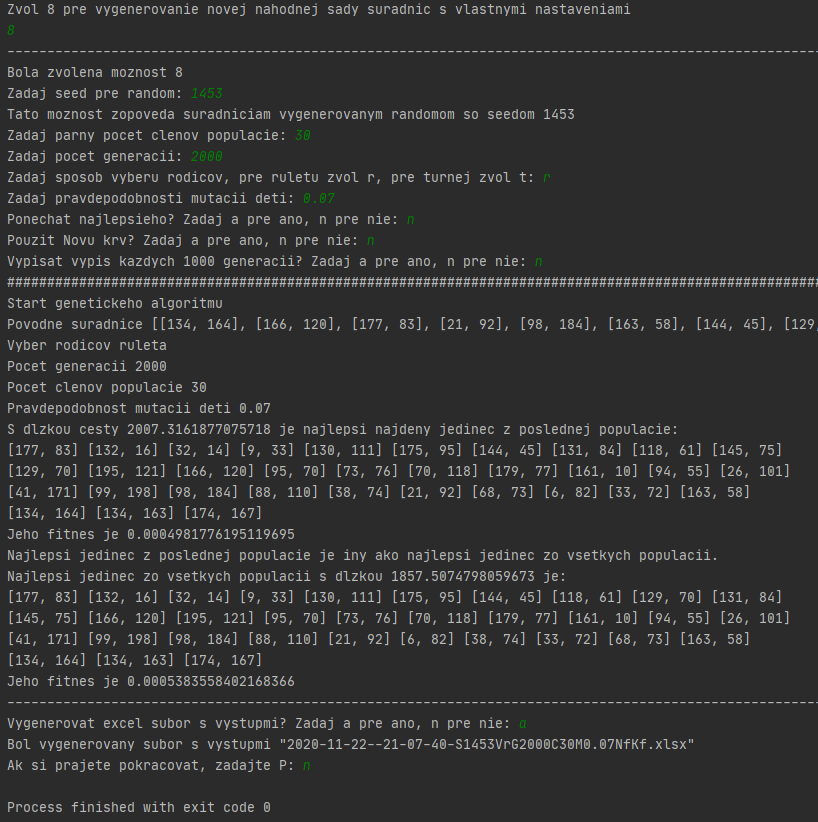 Zvol 8 pre vygenerovanie novej nahodnej sady suradnic s vlastnymi nastaveniami
8
------------------------------------------------------------------------------------------------------
Bola zvolena moznost 8
Zadaj seed pre random: 1453
Tato moznost zopoveda suradniciam vygenerovanym randomom so seedom 1453
Zadaj parny pocet clenov populacie: 30
Zadaj pocet generacii: 2000
Zadaj sposob vyberu rodicov, pre ruletu zvol r, pre turnej zvol t: r
Zadaj pravdepodobnosti mutacii deti: 0.07
Ponechat najlepsieho? Zadaj a pre ano, n pre nie: n
Pouzit Novu krv? Zadaj a pre ano, n pre nie: n
Vypisat vypis kazdych 1000 generacii? Zadaj a pre ano, n pre nie: n
######################################################################################################
Start genetickeho algoritmu
Povodne suradnice [[134, 164], [166, 120], [177, 83], [21, 92], [98, 184], [163, 58], [144, 45], [129,
Vyber rodicov ruleta
Pocet generacii 2000
Pocet clenov populacie 30
Pravdepodobnost mutacii deti 0.07
S dlzkou cesty 2007.3161877075718 je najlepsi najdeny jedinec z poslednej populacie:
[177, 83] [132, 16] [32, 14] [9, 33] [130, 111] [175, 95] [144, 45] [131, 84] [118, 61] [145, 75]
[129, 70] [195, 121] [166, 120] [95, 70] [73, 76] [70, 118] [179, 77] [161, 10] [94, 55] [26, 101]
[41, 171] [99, 198] [98, 184] [88, 110] [38, 74] [21, 92] [68, 73] [6, 82] [33, 72] [163, 58]
[134, 164] [134, 163] [174, 167]
Jeho fitnes je 0.0004981776195119695
Najlepsi jedinec z poslednej populacie je iny ako najlepsi jedinec zo vsetkych populacii.
Najlepsi jedinec zo vsetkych populacii s dlzkou 1857.5074798059673 je:
[177, 83] [132, 16] [32, 14] [9, 33] [130, 111] [175, 95] [144, 45] [118, 61] [129, 70] [131, 84]
[145, 75] [166, 120] [195, 121] [95, 70] [73, 76] [70, 118] [179, 77] [161, 10] [94, 55] [26, 101]
[41, 171] [99, 198] [98, 184] [88, 110] [21, 92] [6, 82] [38, 74] [33, 72] [68, 73] [163, 58]
[134, 164] [134, 163] [174, 167]
Jeho fitnes je 0.0005383558402168366
------------------------------------------------------------------------------------------------------
Vygenerovat excel subor s vystupmi? Zadaj a pre ano, n pre nie: a
Bol vygenerovany subor s vystupmi "2020-11-22--21-07-40-S1453VrG2000C30M0.07NfKf.xlsx"
Ak si prajete pokracovat, zadajte P: n
Process finished with exit code 0